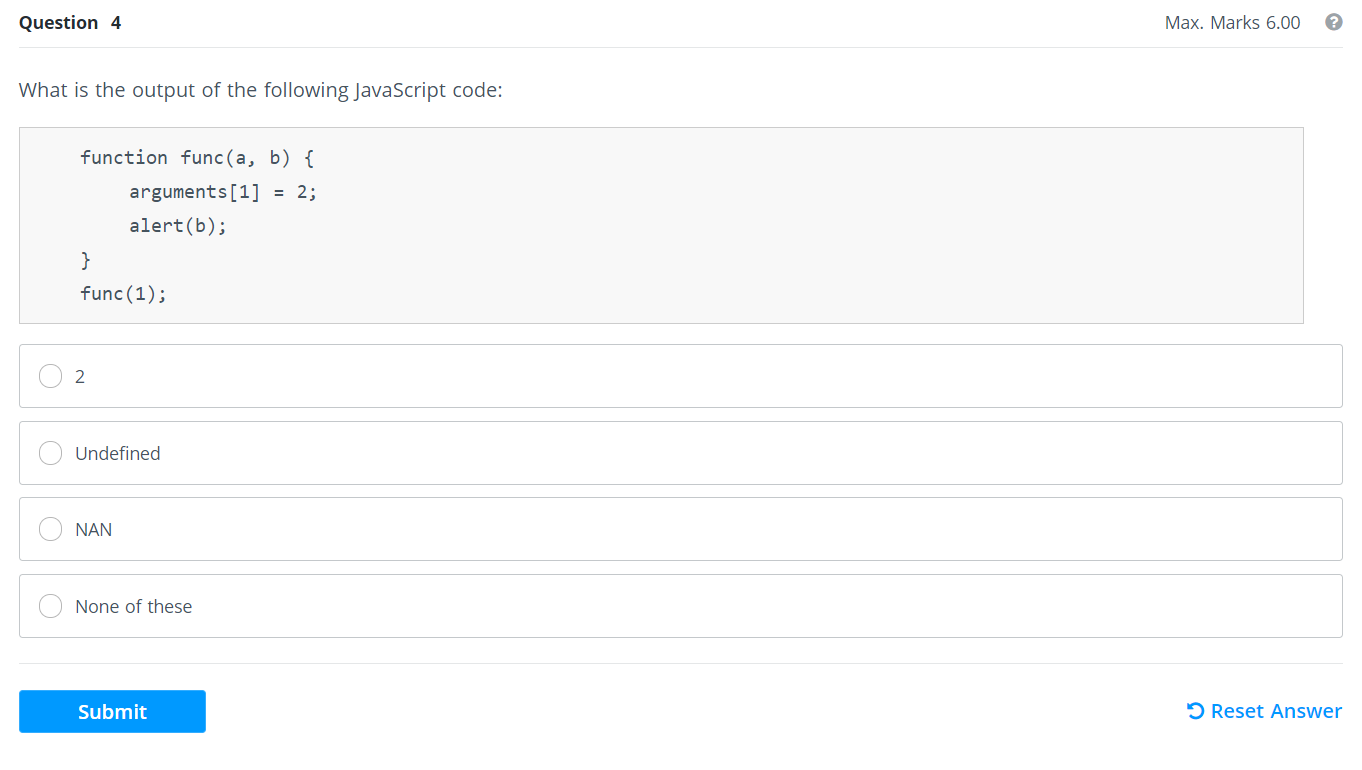 Question 4
Max. Marks 6.00
What is the output of the following JavaScript code:
function func(a, b) {
    arguments[1] = 2;
    alert(b);
}
func(1);
2
Undefined
NAN
None of these
Submit
Reset Answer